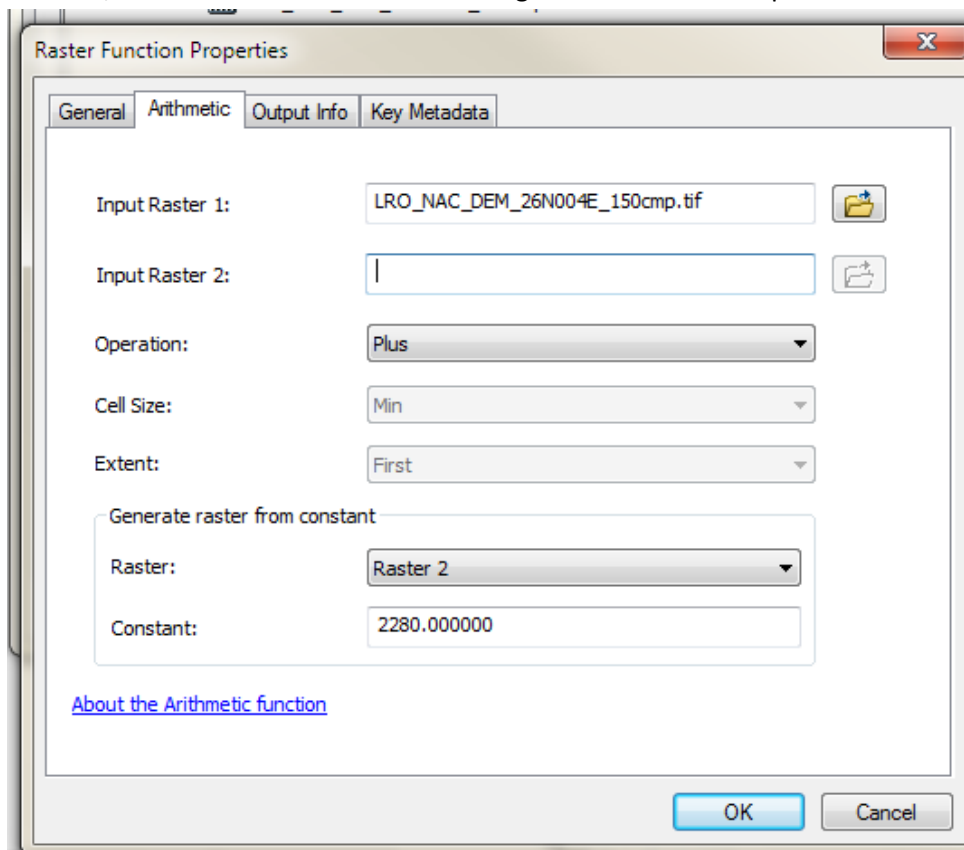 Raster Function Properties
General Arithmetic Output Info Key Metadata
Input Raster 1: LRO_NAC_DEM_26N004E_150cmp.tif
Input Raster 2:
Operation: Plus
Cell Size: Min
Extent: First
Generate raster from constant
Raster: Raster 2
Constant: 2280.000000
About the Arithmetic function
OK Cancel